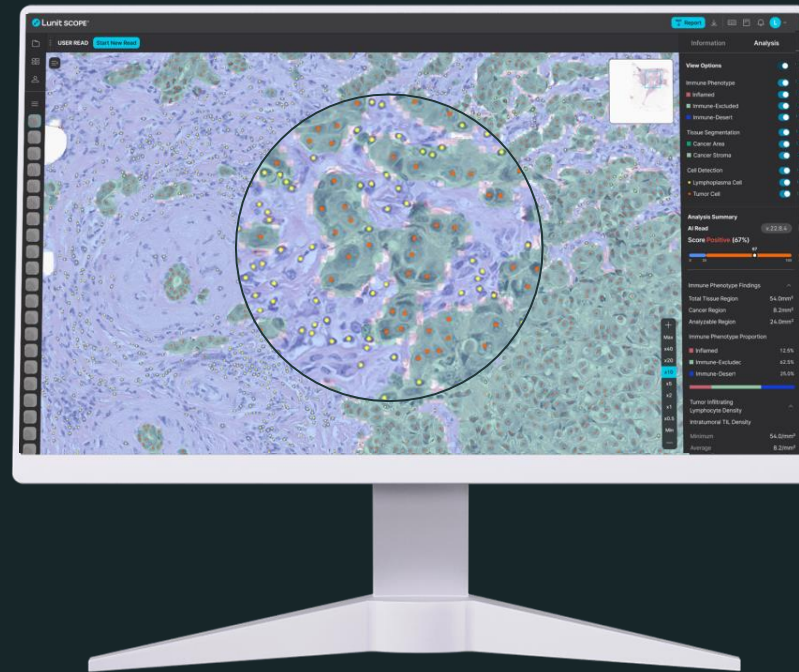 Lunit SCOPE
Report
L
USER READ
Start New Read
Information
Analysis
View Options
Immune Phenotype
Inflamed
Immune-Excluded
Immune-Desert
Tissue Segmentation
Cancer Area
Cancer Stroma
Cell Detection
Lymphoplasma Cell
Tumor Cell
Analysis Summary
AI Read
Score Positive (67%)
67
Immune Phenotype Findings
Total Tissue Region 54.0mm²
Cancer Region 8.2mm²
Analyzable Region 24.0mm²
Immune Phenotype Proportion
Inflamed 12.5%
Immune-Excludec 62.5%
Immune-Desert 25.0%
Tumor Infiltrating
Lymphocyte Density
Intratumoral TIL Density
Minimum 54.0/mm²
Average 8.2/mm²
+
Max
x40
x20
x10
x5
x2
x1
x0.5
Min